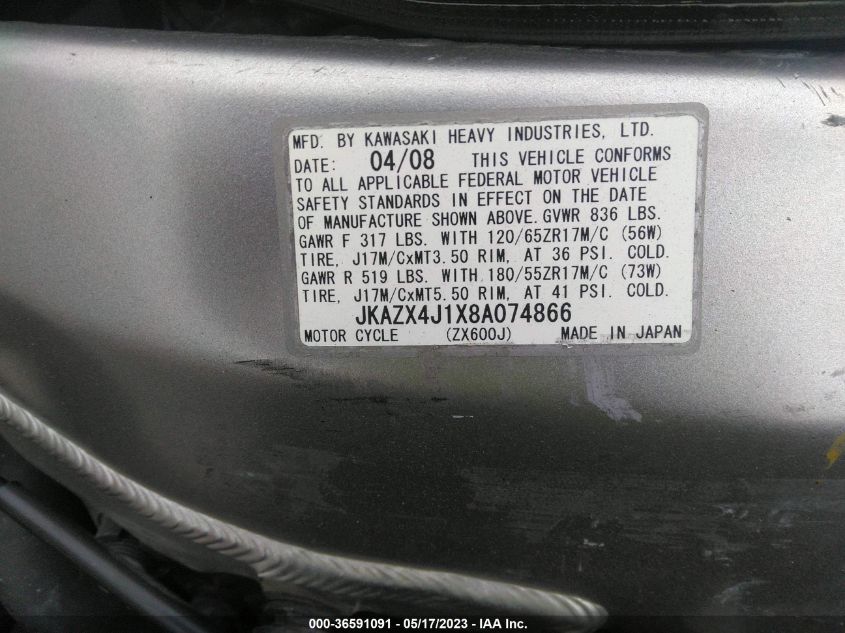 MFD. BY KAWASAKI HEAVY INDUSTRIES, LTD.
DATE: 04/08 THIS VEHICLE CONFORMS
TO ALL APPLICABLE FEDERAL MOTOR VEHICLE
SAFETY STANDARDS IN EFFECT ON THE DATE
OF MANUFACTURE SHOWN ABOVE. GVWR 836 LBS.
GAWR F 317 LBS. WITH 120/65ZR17M/C (56W)
TIRE, J17M/CxMT3.50 RIM, AT 36 PSI. COLD.
GAWR R 519 LBS. WITH 180/55ZR17M/C (73W)
TIRE, J17M/CxMT5.50 RIM, AT 41 PSI. COLD.
JKAZX4J1X8A074866
MOTOR CYCLE (ZX600J) MADE IN JAPAN
000-36591091 / 05/17/2023 / IAA Inc.